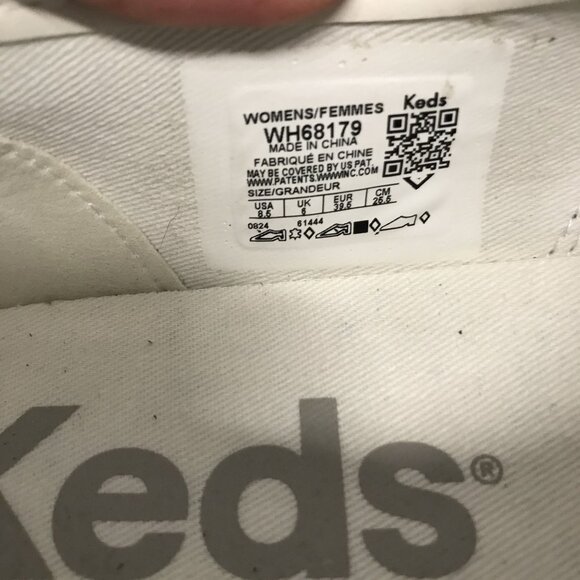 WOMENS/FEMMES
Keds
WH68179
MADE IN CHINA
FABRIQUÉ EN CHINE
MAY BE COVERED BY US PAT.
WWW.PATENTS.WWWINC.COM
SIZE/GRANDEUR
USA UK EUR CM
8.5 6 39.5 25.5
0824 61444
Keds®